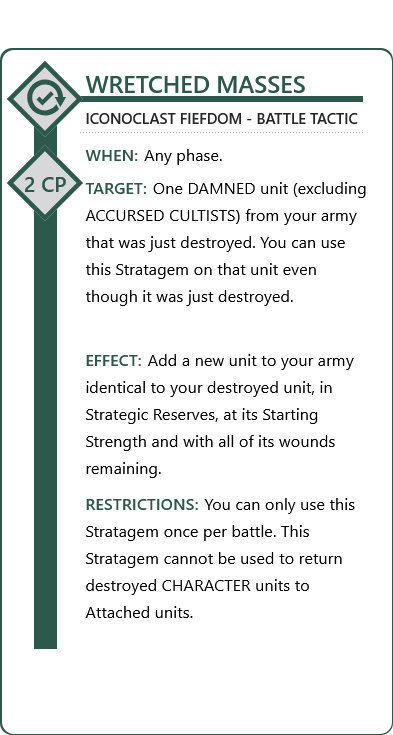 WRETCHED MASSES
ICONOCLAST FIEFDOM - BATTLE TACTIC
WHEN: Any phase.
2 CP
TARGET: One DAMNED unit (excluding
ACCURSED CULTISTS) from your army
that was just destroyed. You can use
this Stratagem on that unit even
though it was just destroyed.
EFFECT: Add a new unit to your army
identical to your destroyed unit, in
Strategic Reserves, at its Starting
Strength and with all of its wounds
remaining.
RESTRICTIONS: You can only use this
Stratagem once per battle. This
Stratagem cannot be used to return
destroyed CHARACTER units to
Attached units.